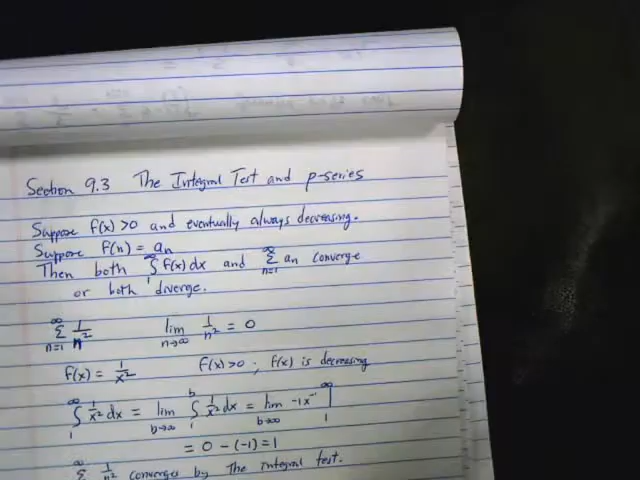 Section 9.3 The Integral Test and p-series
Suppose f(x) > 0 and eventually always decreasing.
Suppose f(n) = aₙ
Then both ∫₁^∞ f(x) dx and ∑_{n=1}^∞ aₙ converge
or both diverge.
∑_{n=1}^∞ 1/n² lim_{n→∞} 1/n² = 0
f(x) = 1/x² f(x) > 0 ; f(x) is decreasing
∫₁^∞ 1/x² dx = lim_{b→∞} ∫₁^b 1/x² dx = lim_{b→∞} -1x⁻¹ |₁^∞
= 0 - (-1) = 1
∑^∞ 1/n² converges by The integral test.